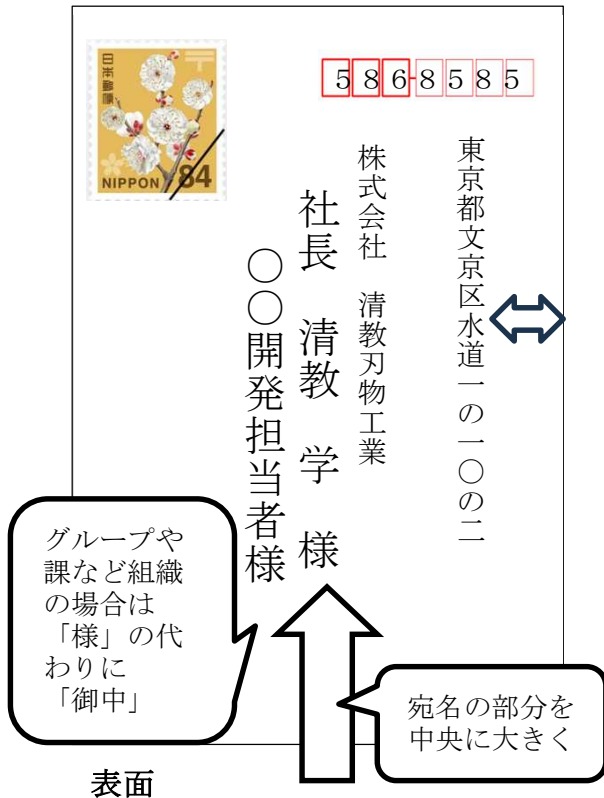 日本郵便
NIPPON 84
586-8585
東京都文京区水道一の一〇の二
株式会社　清教刃物工業
社長　清教　学　様
〇〇開発担当者様
グループや
課など組織
の場合は
「様」の代
わりに
「御中」
宛名の部分を
中央に大きく
表面